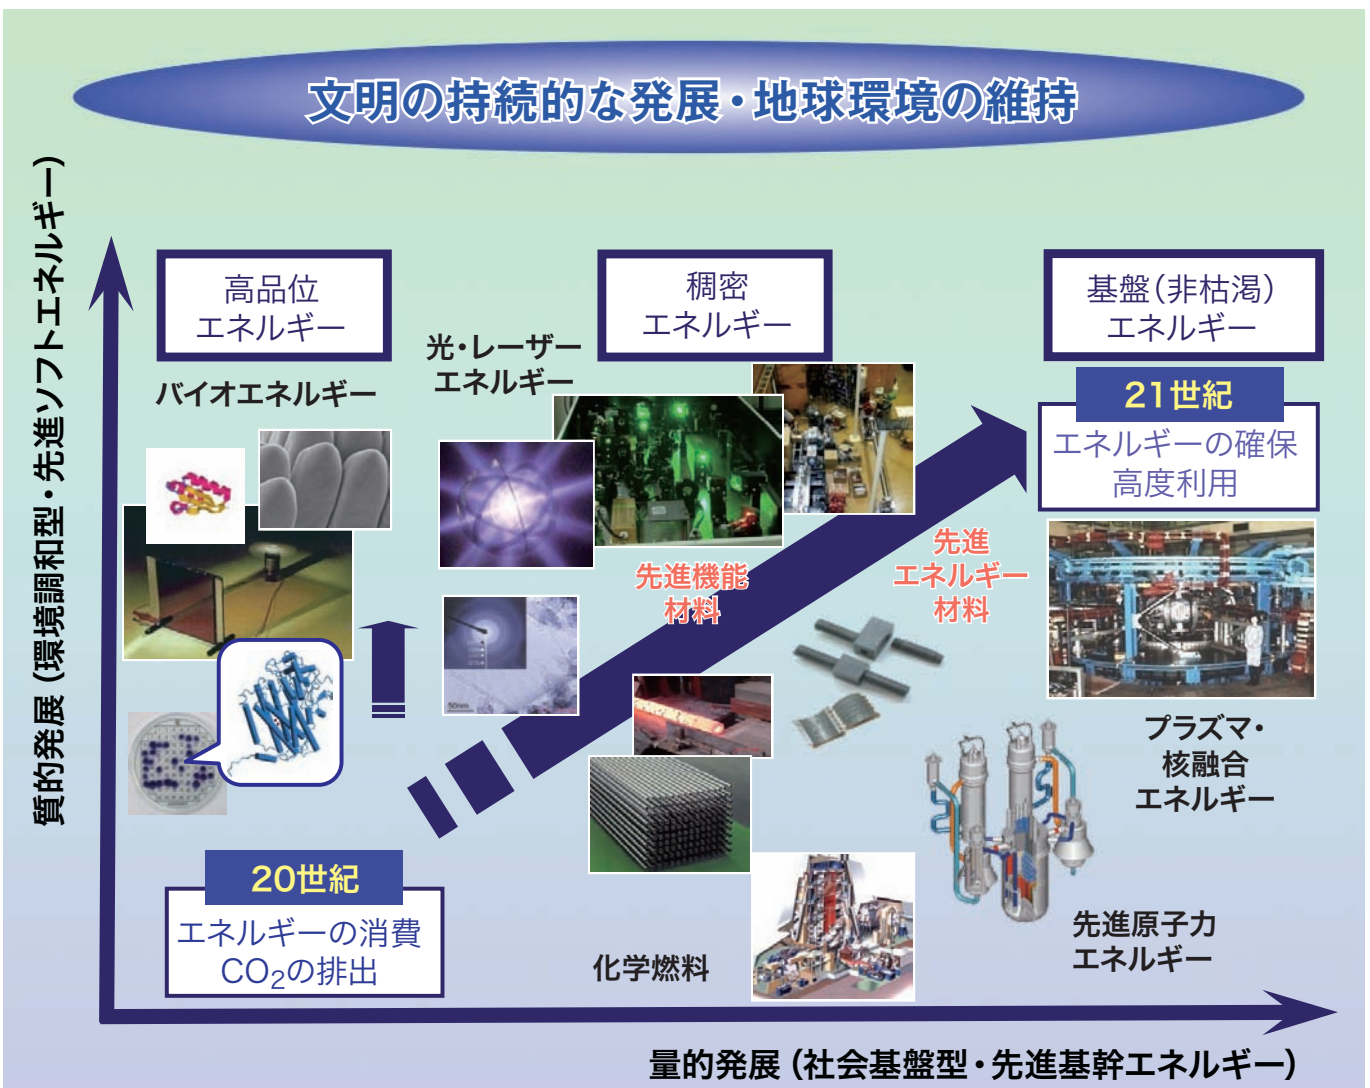 文明の持続的な発展・地球環境の維持
質的発展（環境調和型・先進ソフトエネルギー）
高品位
エネルギー
バイオエネルギー
光・レーザー
エネルギー
稠密
エネルギー
基盤（非枯渇）
エネルギー
21世紀
エネルギーの確保
高度利用
先進機能
材料
先進
エネルギー
材料
50nm
プラズマ・
核融合
エネルギー
20世紀
エネルギーの消費
CO₂の排出
化学燃料
先進原子力
エネルギー
量的発展（社会基盤型・先進基幹エネルギー）